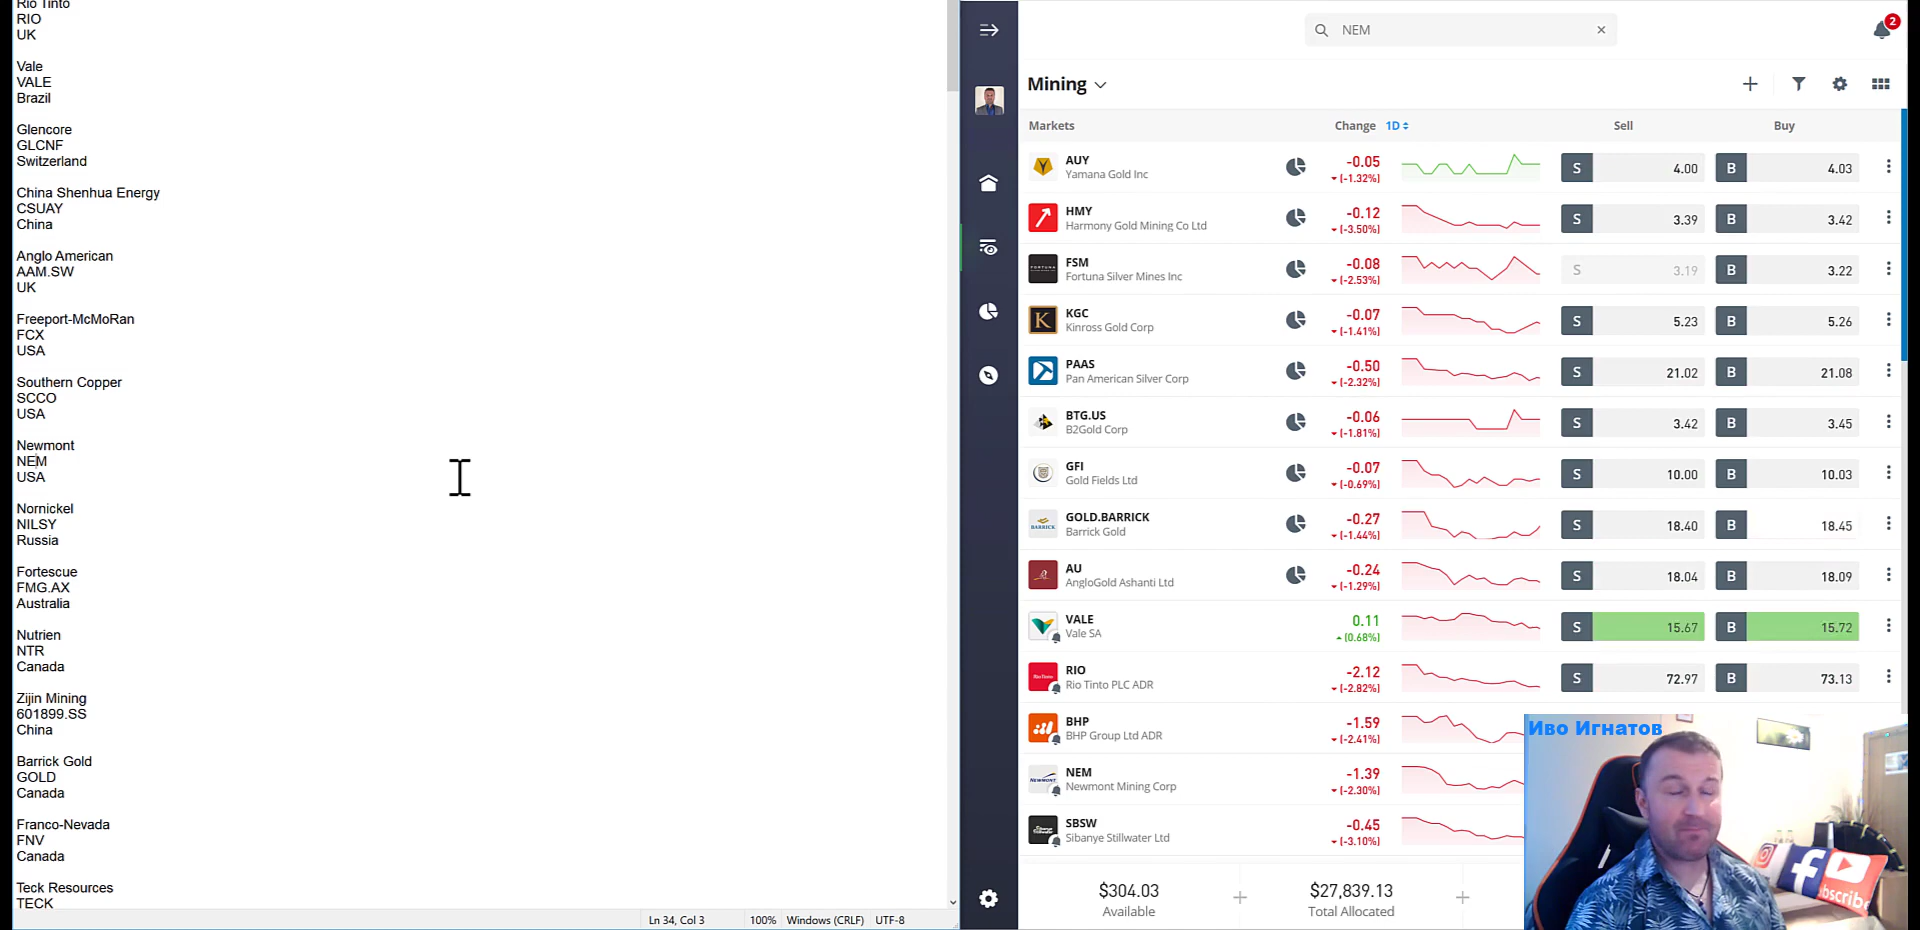 Rio Tinto
RIO
UK
Vale
VALE
Brazil
Glencore
GLCNF
Switzerland
China Shenhua Energy
CSUAY
China
Anglo American
AAM.SW
UK
Freeport-McMoRan
FCX
USA
Southern Copper
SCCO
USA
Newmont
NEM
USA
Nornickel
NILSY
Russia
Fortescue
FMG.AX
Australia
Nutrien
NTR
Canada
Zijin Mining
601899.SS
China
Barrick Gold
GOLD
Canada
Franco-Nevada
FNV
Canada
Teck Resources
TECK
Ln 34, Col 3 100% Windows (CRLF) UTF-8
NEM
2
Mining
Markets Change 1D Sell Buy
AUY -0.05 S 4.00 B 4.03
Yamana Gold Inc (-1.32%)
HMY -0.12 S 3.39 B 3.42
Harmony Gold Mining Co Ltd (-3.50%)
FSM -0.08 S 3.19 B 3.22
Fortuna Silver Mines Inc (-2.53%)
KGC -0.07 S 5.23 B 5.26
Kinross Gold Corp (-1.41%)
PAAS -0.50 S 21.02 B 21.08
Pan American Silver Corp (-2.32%)
BTG.US -0.06 S 3.42 B 3.45
B2Gold Corp (-1.81%)
GFI -0.07 S 10.00 B 10.03
Gold Fields Ltd (-0.69%)
GOLD.BARRICK -0.27 S 18.40 B 18.45
Barrick Gold (-1.44%)
AU -0.24 S 18.04 B 18.09
AngloGold Ashanti Ltd (-1.29%)
VALE 0.11 S 15.67 B 15.72
Vale SA (0.68%)
RIO -2.12 S 72.97 B 73.13
Rio Tinto PLC ADR (-2.82%)
BHP -1.59
BHP Group Ltd ADR (-2.41%)
NEM -1.39
Newmont Mining Corp (-2.30%)
SBSW -0.45
Sibanye Stillwater Ltd (-3.10%)
$304.03 $27,839.13
Available Total Allocated
Иво Игнатов